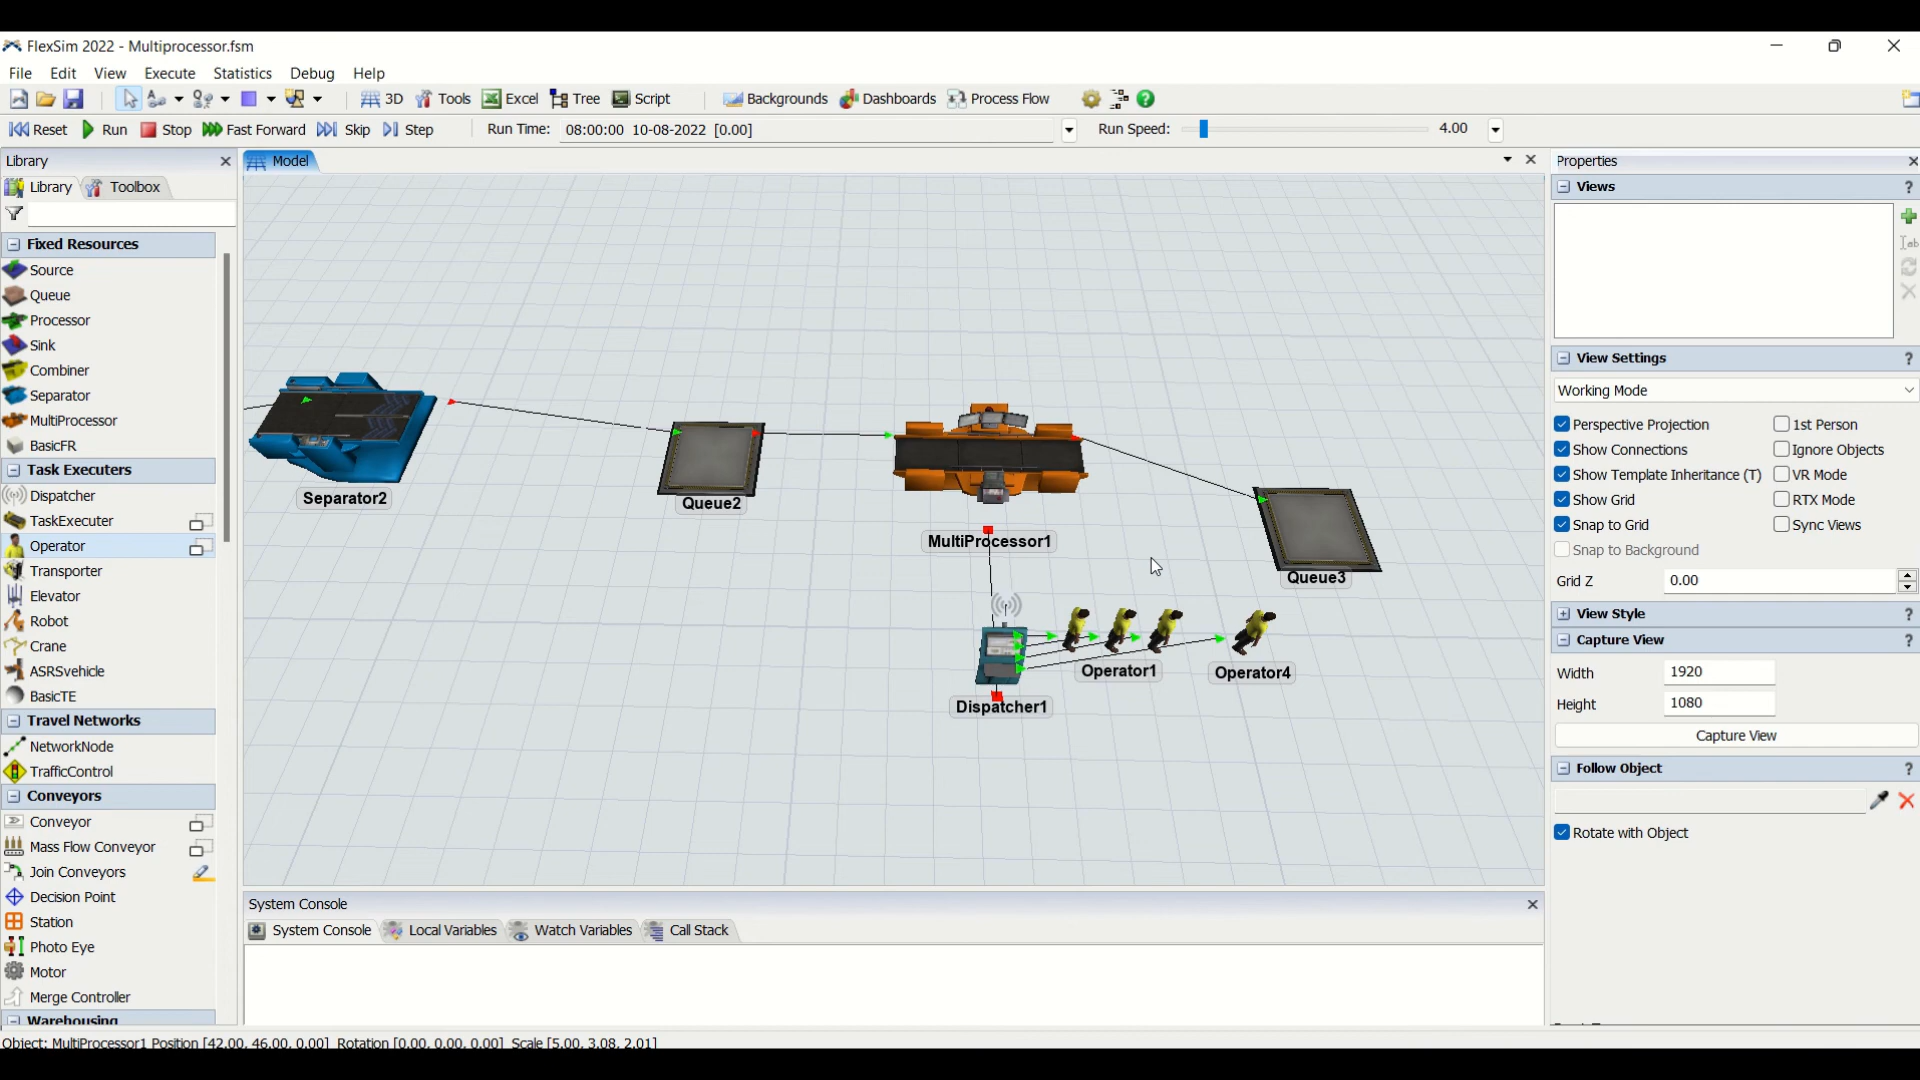 FlexSim 2022 - Multiprocessor.fsm
File Edit View Execute Statistics Debug Help
3D Tools Excel Tree Script Backgrounds Dashboards Process Flow
Reset Run Stop Fast Forward Skip Step Run Time: 08:00:00 10-08-2022 [0.00] Run Speed: 4.00
Library
Library Toolbox
Fixed Resources
Source
Queue
Processor
Sink
Combiner
Separator
MultiProcessor
BasicFR
Task Executers
Dispatcher
TaskExecuter
Operator
Transporter
Elevator
Robot
Crane
ASRSvehicle
BasicTE
Travel Networks
NetworkNode
TrafficControl
Conveyors
Conveyor
Mass Flow Conveyor
Join Conveyors
Decision Point
Station
Photo Eye
Motor
Merge Controller
Warehousing
Model
Separator2
Queue2
MultiProcessor1
Queue3
Operator1
Operator4
Dispatcher1
System Console
System Console Local Variables Watch Variables Call Stack
Properties
Views ?
View Settings ?
Working Mode
Perspective Projection 1st Person
Show Connections Ignore Objects
Show Template Inheritance (T) VR Mode
Show Grid RTX Mode
Snap to Grid Sync Views
Snap to Background
Grid Z 0.00
View Style ?
Capture View ?
Width 1920
Height 1080
Capture View
Follow Object ?
Rotate with Object
Object: MultiProcessor1 Position [42.00, 46.00, 0.00] Rotation [0.00, 0.00, 0.00] Scale [5.00, 3.08, 2.01]